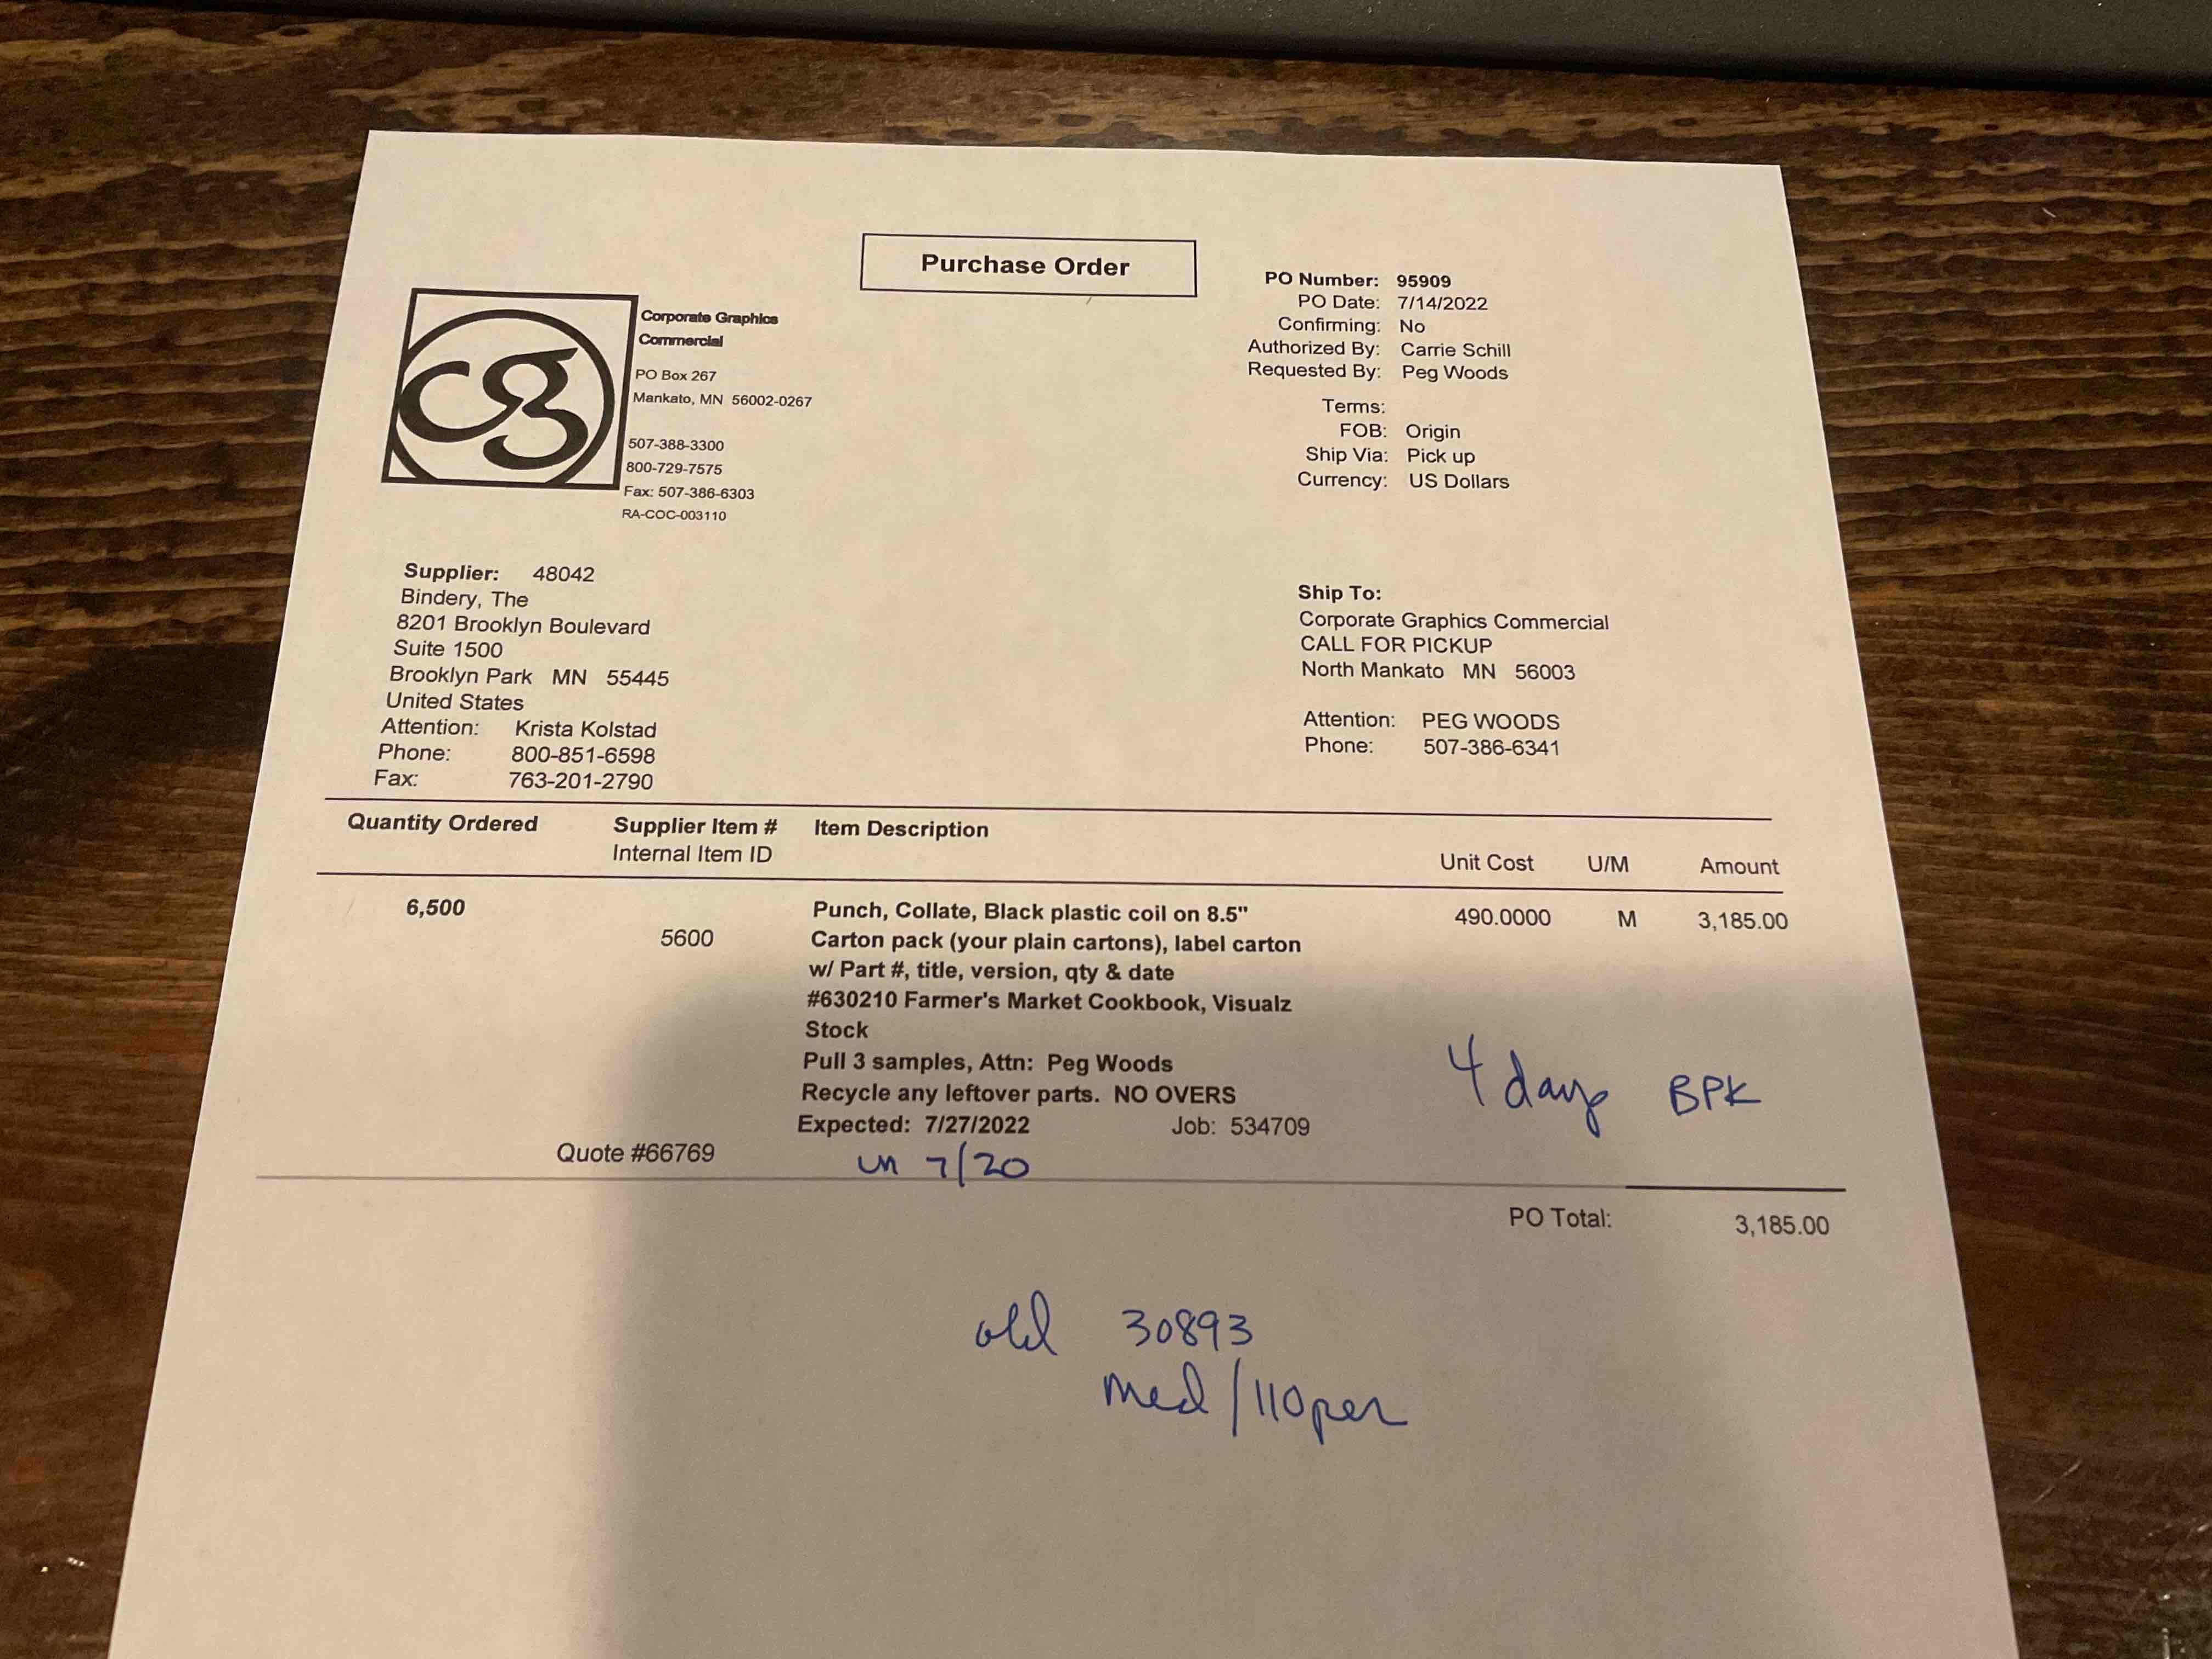 Purchase Order
cg
Corporate Graphics
Commercial
PO Box 267
Mankato, MN 56002-0267
507-388-3300
800-729-7575
Fax: 507-386-6303
RA-COC-003110
PO Number: 95909
PO Date: 7/14/2022
Confirming: No
Authorized By: Carrie Schill
Requested By: Peg Woods
Terms:
FOB: Origin
Ship Via: Pick up
Currency: US Dollars
Supplier: 48042
Bindery, The
8201 Brooklyn Boulevard
Suite 1500
Brooklyn Park MN 55445
United States
Attention: Krista Kolstad
Phone: 800-851-6598
Fax: 763-201-2790
Ship To:
Corporate Graphics Commercial
CALL FOR PICKUP
North Mankato MN 56003
Attention: PEG WOODS
Phone: 507-386-6341
Quantity Ordered Supplier Item # Item Description
Internal Item ID Unit Cost U/M Amount
6,500 Punch, Collate, Black plastic coil on 8.5" 490.0000 M 3,185.00
5600 Carton pack (your plain cartons), label carton
w/ Part #, title, version, qty & date
#630210 Farmer's Market Cookbook, Visualz
Stock
Pull 3 samples, Attn: Peg Woods
Recycle any leftover parts. NO OVERS
4 days BPK
Expected: 7/27/2022 Job: 534709
Quote #66769
in 7/20
PO Total: 3,185.00
old 30893
med/110per